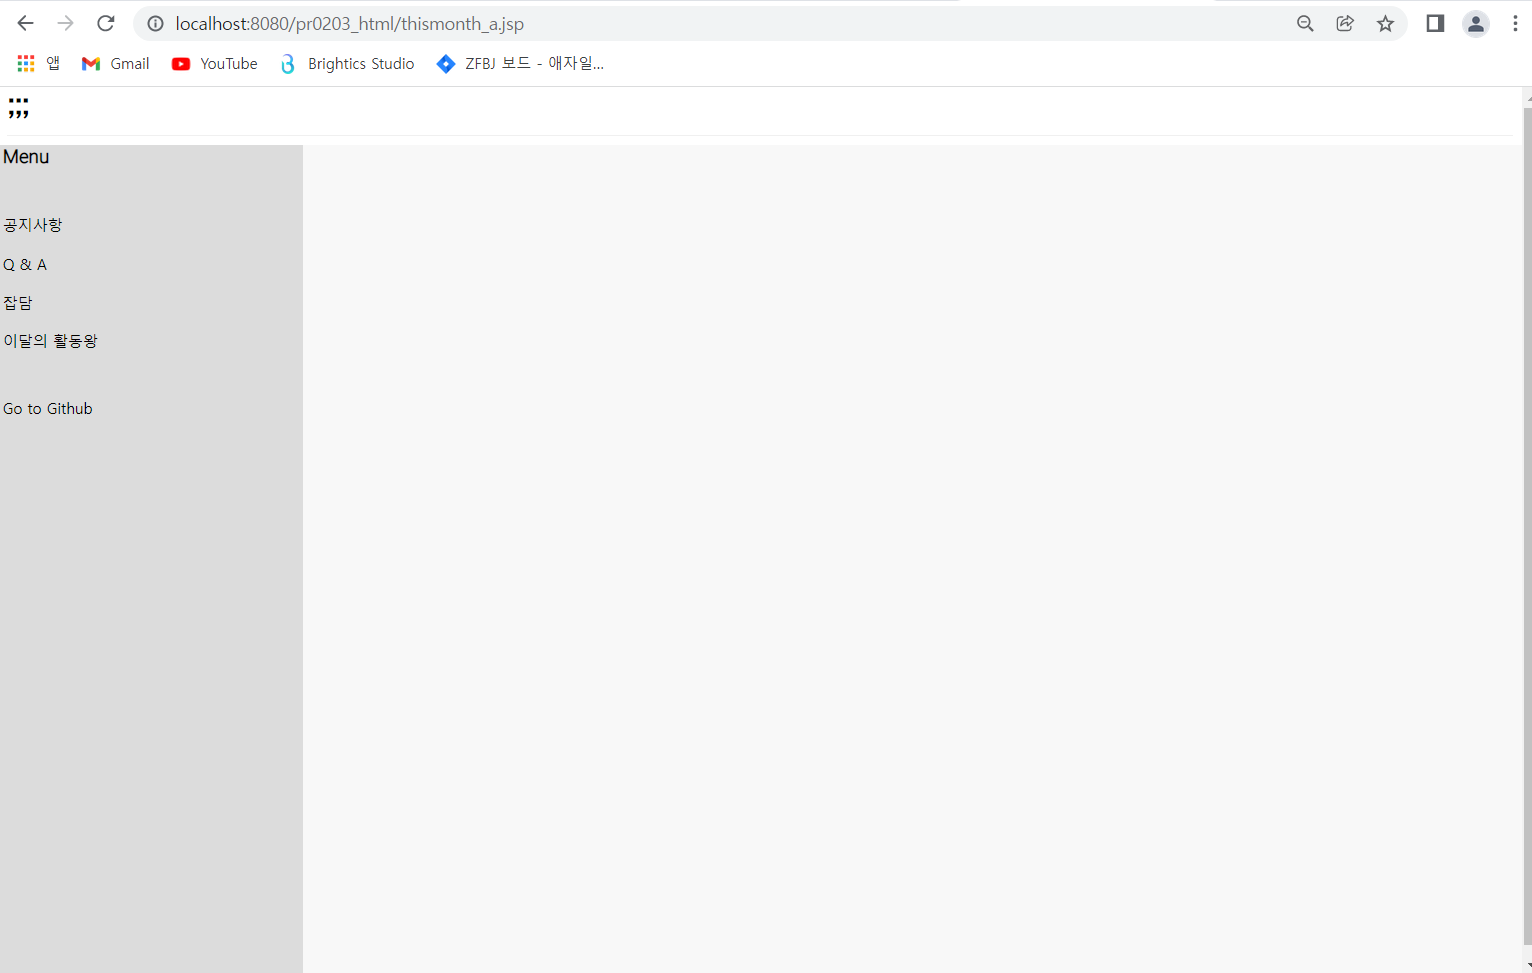 localhost:8080/pr0203_html/thismonth_a.jsp
앱 Gmail YouTube Brightics Studio ZFBJ 보드 - 애자일...
;;;
Menu
공지사항
Q & A
잡담
이달의 활동왕
Go to Github